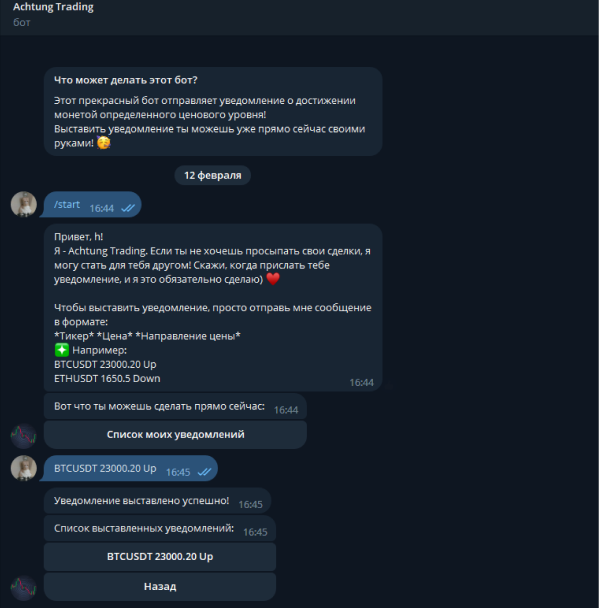 Achtung Trading
бот
Что может делать этот бот?
Этот прекрасный бот отправляет уведомление о достижении
монетой определенного ценового уровня!
Выставить уведомление ты можешь уже прямо сейчас своими
руками! 🥳
12 февраля
/start 16:44
Привет, h!
Я - Achtung Trading. Если ты не хочешь просыпать свои сделки, я
могу стать для тебя другом! Скажи, когда прислать тебе
уведомление, и я это обязательно сделаю) ♥️
Чтобы выставить уведомление, просто отправь мне сообщение
в формате:
*Тикер* *Цена* *Направление цены*
Например:
BTCUSDT 23000.20 Up
ETHUSDT 1650.5 Down
16:44
Вот что ты можешь сделать прямо сейчас: 16:44
Список моих уведомлений
BTCUSDT 23000.20 Up 16:45
Уведомление выставлено успешно! 16:45
Список выставленных уведомлений: 16:45
BTCUSDT 23000.20 Up
Назад